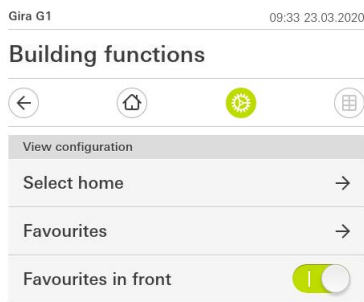 Gira G1 09:33 23.03.2020
Building functions
View configuration
Select home
Favourites
Favourites in front